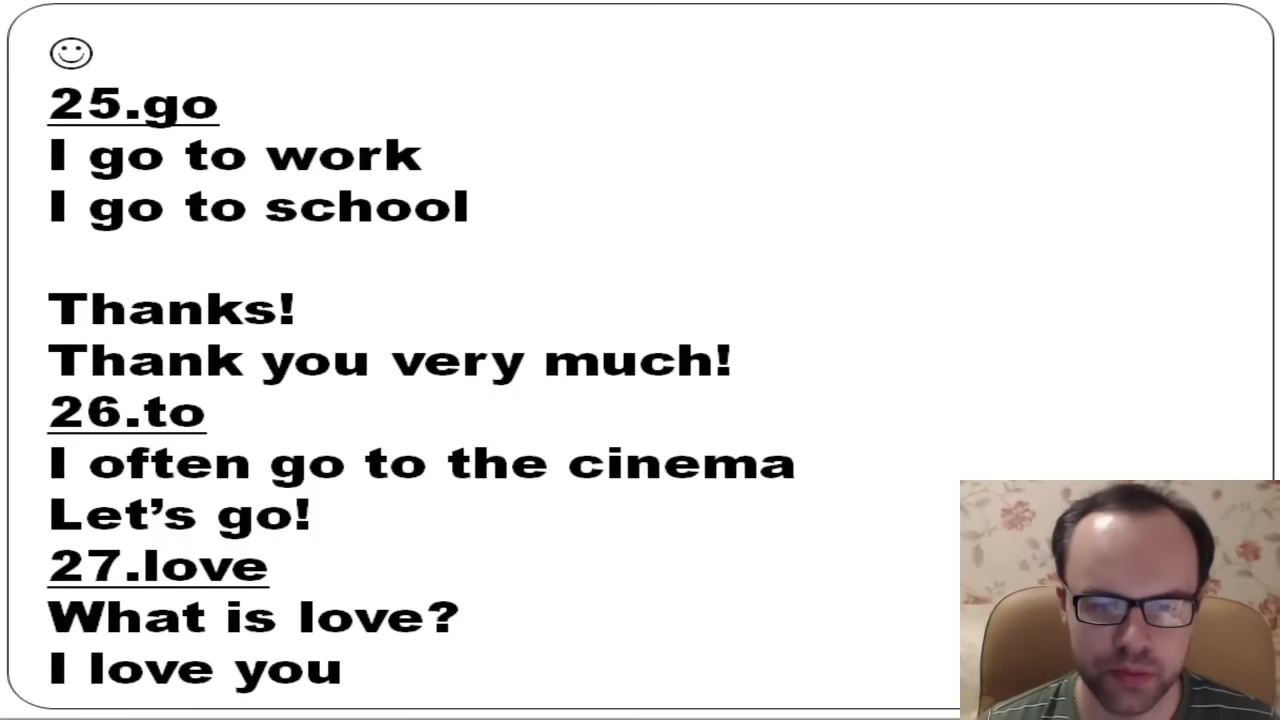 25.go
I go to work
I go to school
Thanks!
Thank you very much!
26.to
I often go to the cinema
Let’s go!
27.love
What is love?
I love you